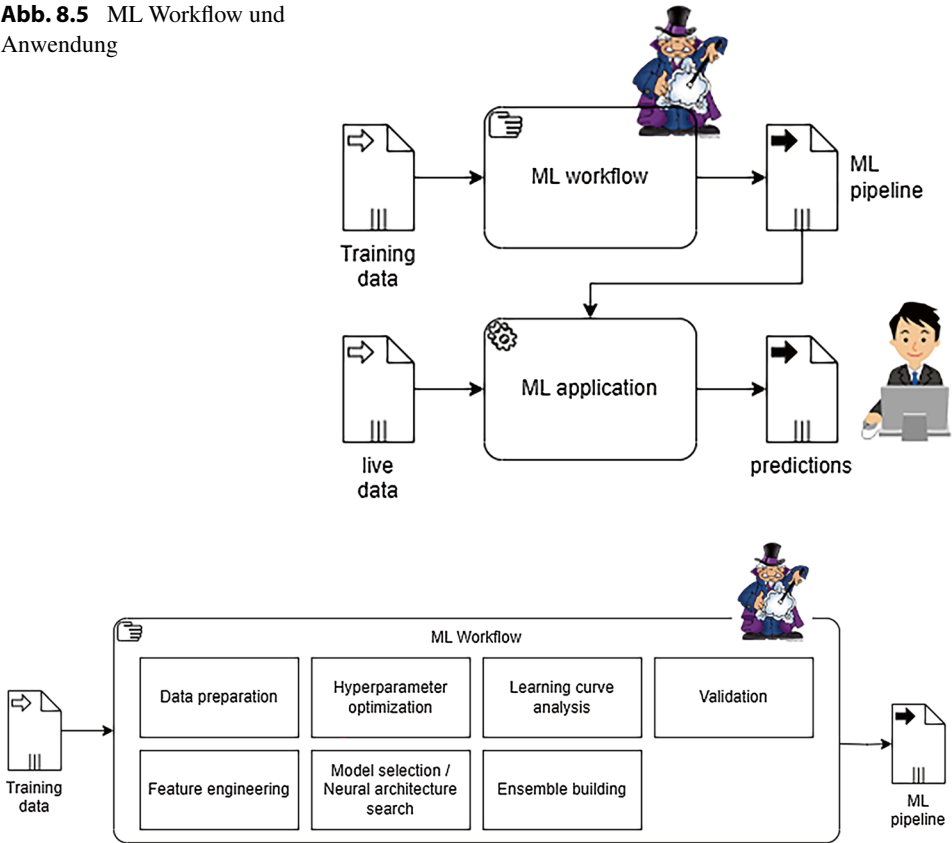 Abb. 8.5 ML Workflow und
Anwendung
ML workflow
ML
pipeline
Training
data
ML application
live
data
predictions
ML Workflow
Data preparation
Hyperparameter
optimization
Learning curve
analysis
Validation
Feature engineering
Model selection /
Neural architecture
search
Ensemble building
Training
data
ML
pipeline